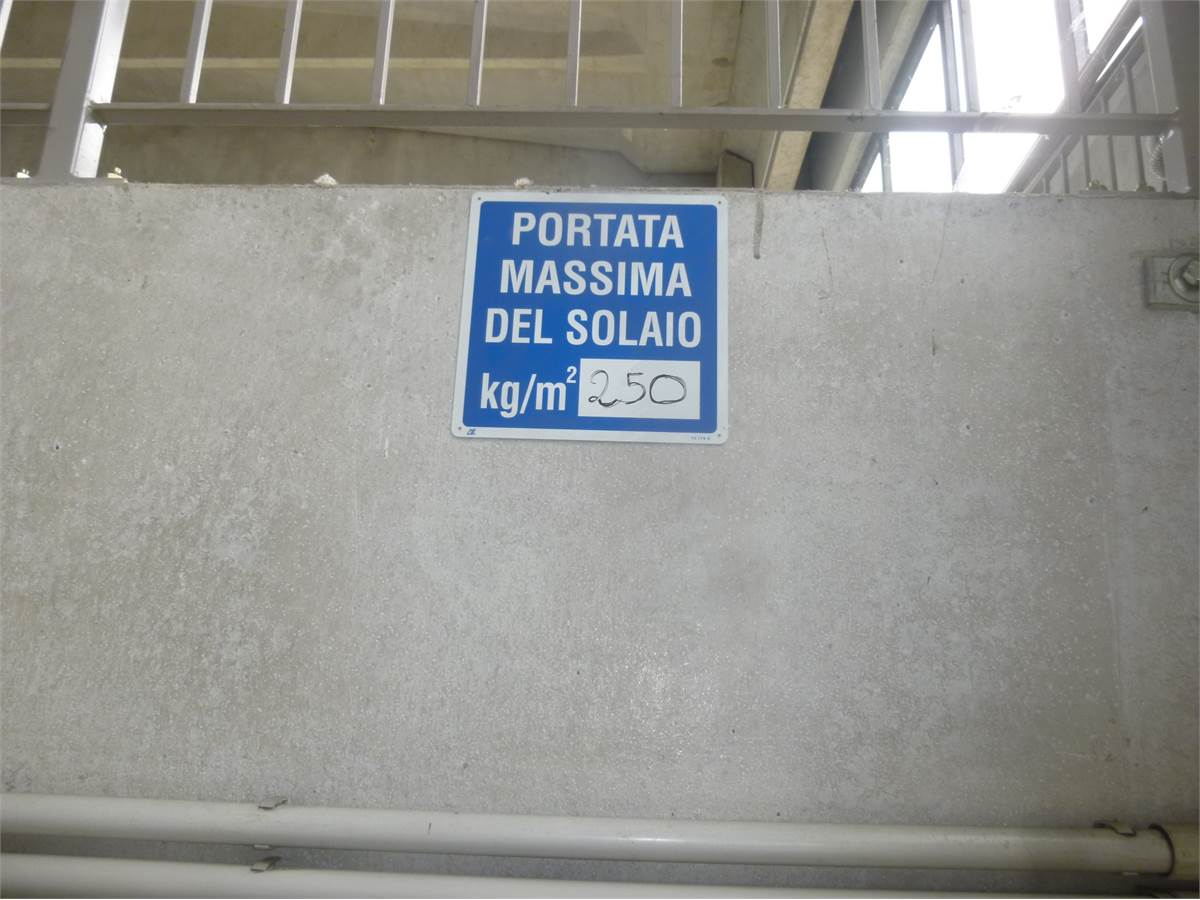 PORTATA
MASSIMA
DEL SOLAIO
kg/m² 250